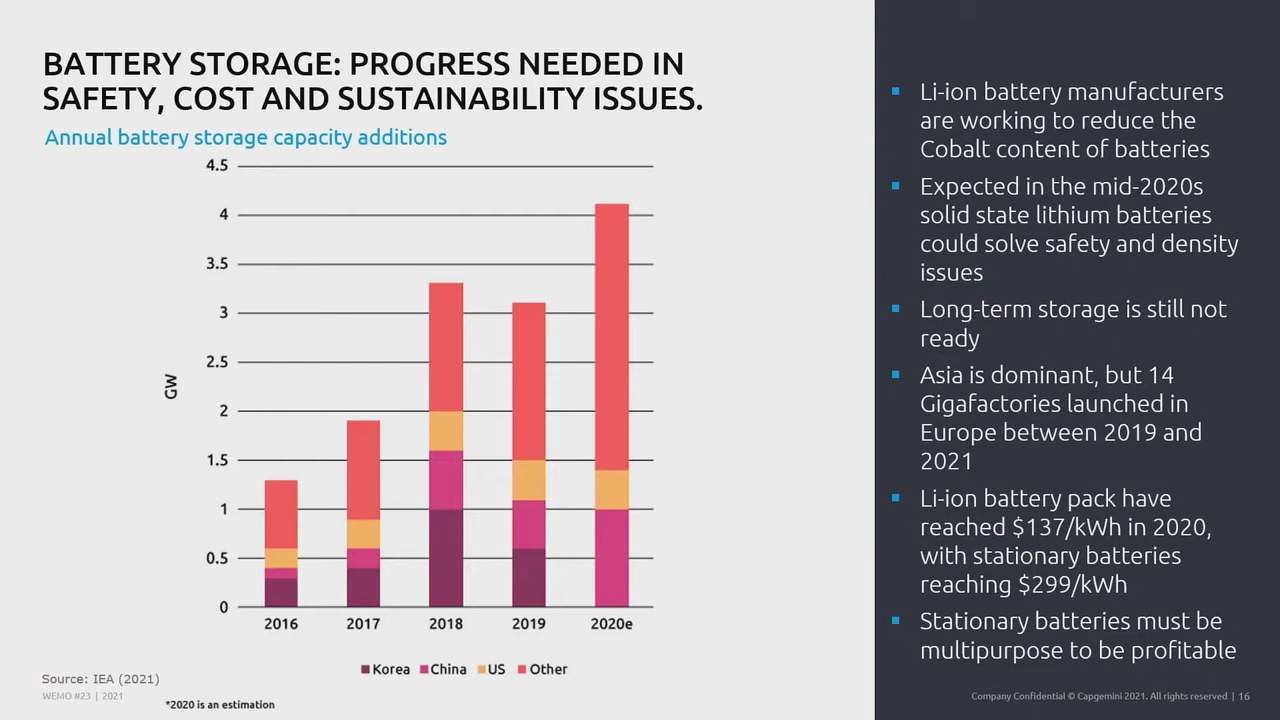 BATTERY STORAGE: PROGRESS NEEDED IN
SAFETY, COST AND SUSTAINABILITY ISSUES.
Annual battery storage capacity additions
4.5
4
3.5
3
2.5
2
1.5
1
0.5
0
GW
2016 2017 2018 2019 2020e
Korea China US Other
Source: IEA (2021)
WEMO #23 | 2021
*2020 is an estimation
▪ Li-ion battery manufacturers
are working to reduce the
Cobalt content of batteries
▪ Expected in the mid-2020s
solid state lithium batteries
could solve safety and density
issues
▪ Long-term storage is still not
ready
▪ Asia is dominant, but 14
Gigafactories launched in
Europe between 2019 and
2021
▪ Li-ion battery pack have
reached $137/kWh in 2020,
with stationary batteries
reaching $299/kWh
▪ Stationary batteries must be
multipurpose to be profitable
Company Confidential © Capgemini 2021. All rights reserved | 16